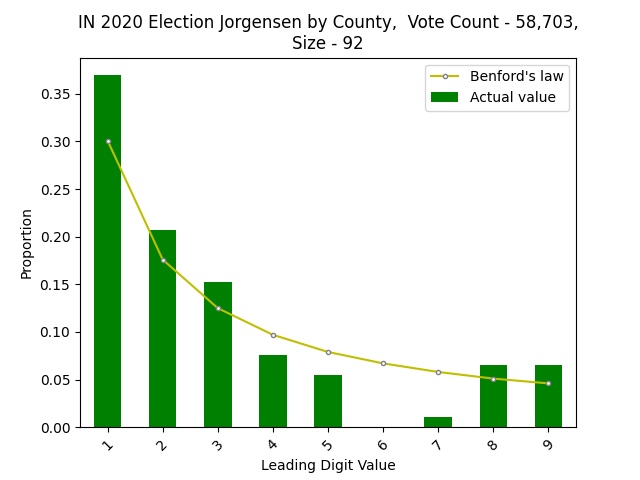 IN 2020 Election Jorgensen by County,  Vote Count - 58,703,
Size - 92
Benford's law
Actual value
0.35
0.30
0.25
0.20
0.15
0.10
0.05
0.00
Proportion
1 2 3 4 5 6 7 8 9
Leading Digit Value